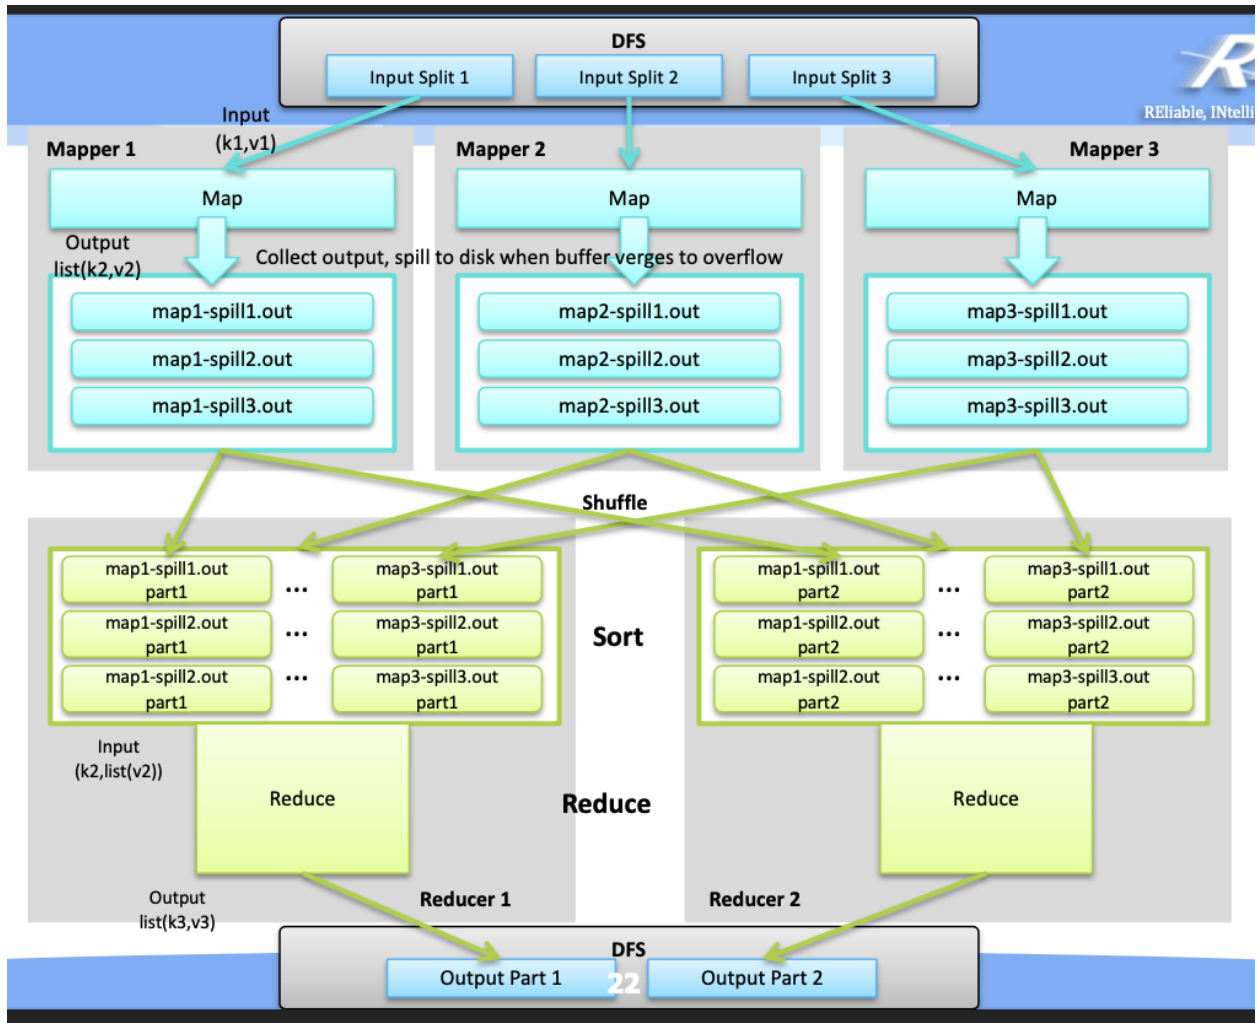 DFS
Input Split 1
Input Split 2
Input Split 3
REliable, INtelli
Input
(k1,v1)
Mapper 1
Mapper 2
Mapper 3
Map
Map
Map
Output
list(k2,v2)
Collect output, spill to disk when buffer verges to overflow
map1-spill1.out
map2-spill1.out
map3-spill1.out
map1-spill2.out
map2-spill2.out
map3-spill2.out
map1-spill3.out
map2-spill3.out
map3-spill3.out
Shuffle
map1-spill1.out
part1
...
map3-spill1.out
part1
map1-spill2.out
part1
...
map3-spill2.out
part1
map1-spill2.out
part1
...
map3-spill3.out
part1
Sort
map1-spill1.out
part2
...
map3-spill1.out
part2
map1-spill2.out
part2
...
map3-spill2.out
part2
map1-spill2.out
part2
...
map3-spill3.out
part2
Input
(k2,list(v2))
Reduce
Reduce
Reduce
Output
list(k3,v3)
Reducer 1
Reducer 2
DFS
Output Part 1
22
Output Part 2